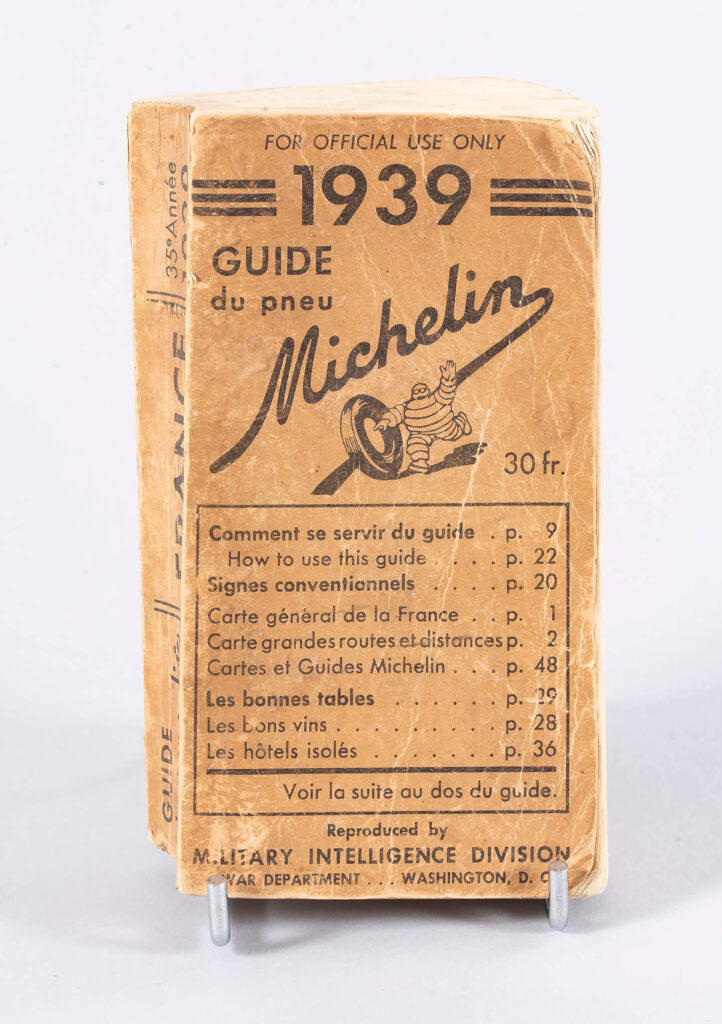 FOR OFFICIAL USE ONLY
1939
GUIDE
du pneu
Michelin
30 fr.
Comment se servir du guide . p. 9
How to use this guide . . . . p. 22
Signes conventionnels . . . . p. 20
Carte général de la France . . p. 1
Carte grandes routes et distances p. 2
Cartes et Guides Michelin . . . p. 48
Les bonnes tables . . . . . . p. 29
Les bons vins . . . . . . . . . p. 28
Les hôtels isolés . . . . . . . p. 36
Voir la suite au dos du guide.
Reproduced by
MILITARY INTELLIGENCE DIVISION
WAR DEPARTMENT . . . WASHINGTON, D. C.
35e Année
1939
FRANCE
GUIDE